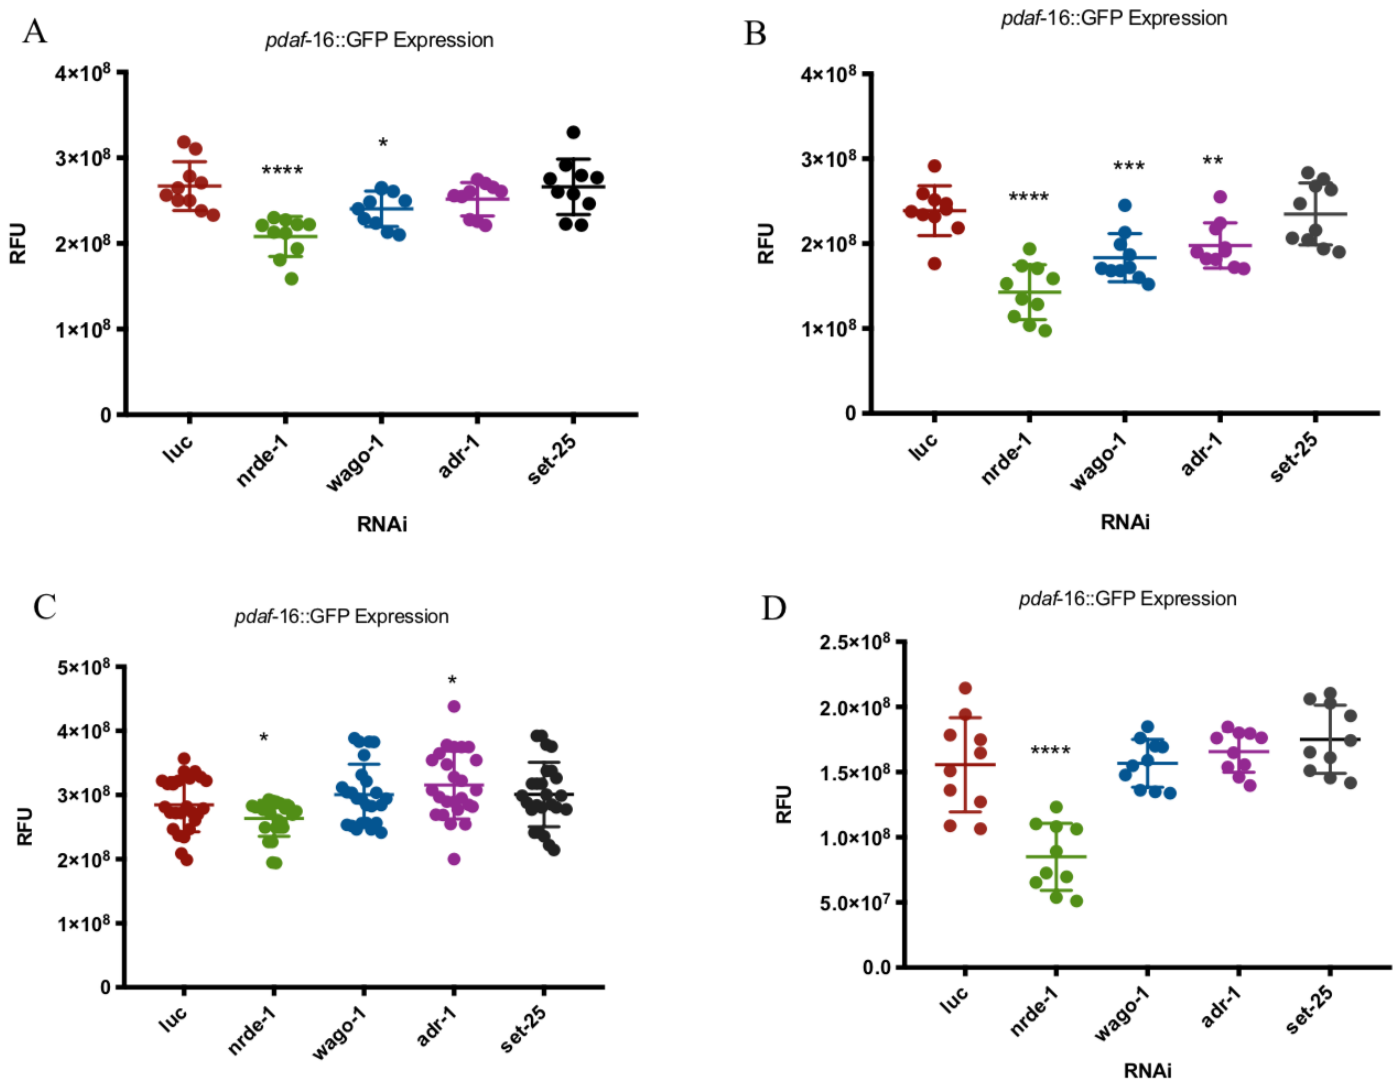 A
pdaf-16::GFP Expression
4×10⁸
3×10⁸
2×10⁸
1×10⁸
0
RFU
****
*
luc
nrde-1
wago-1
adr-1
set-25
RNAi
B
pdaf-16::GFP Expression
4×10⁸
3×10⁸
2×10⁸
1×10⁸
0
RFU
****
***
**
luc
nrde-1
wago-1
adr-1
set-25
RNAi
C
pdaf-16::GFP Expression
5×10⁸
4×10⁸
3×10⁸
2×10⁸
1×10⁸
0
RFU
*
*
luc
nrde-1
wago-1
adr-1
set-25
D
pdaf-16::GFP Expression
2.5×10⁸
2.0×10⁸
1.5×10⁸
1.0×10⁸
5.0×10⁷
0.0
RFU
****
luc
nrde-1
wago-1
adr-1
set-25
RNAi